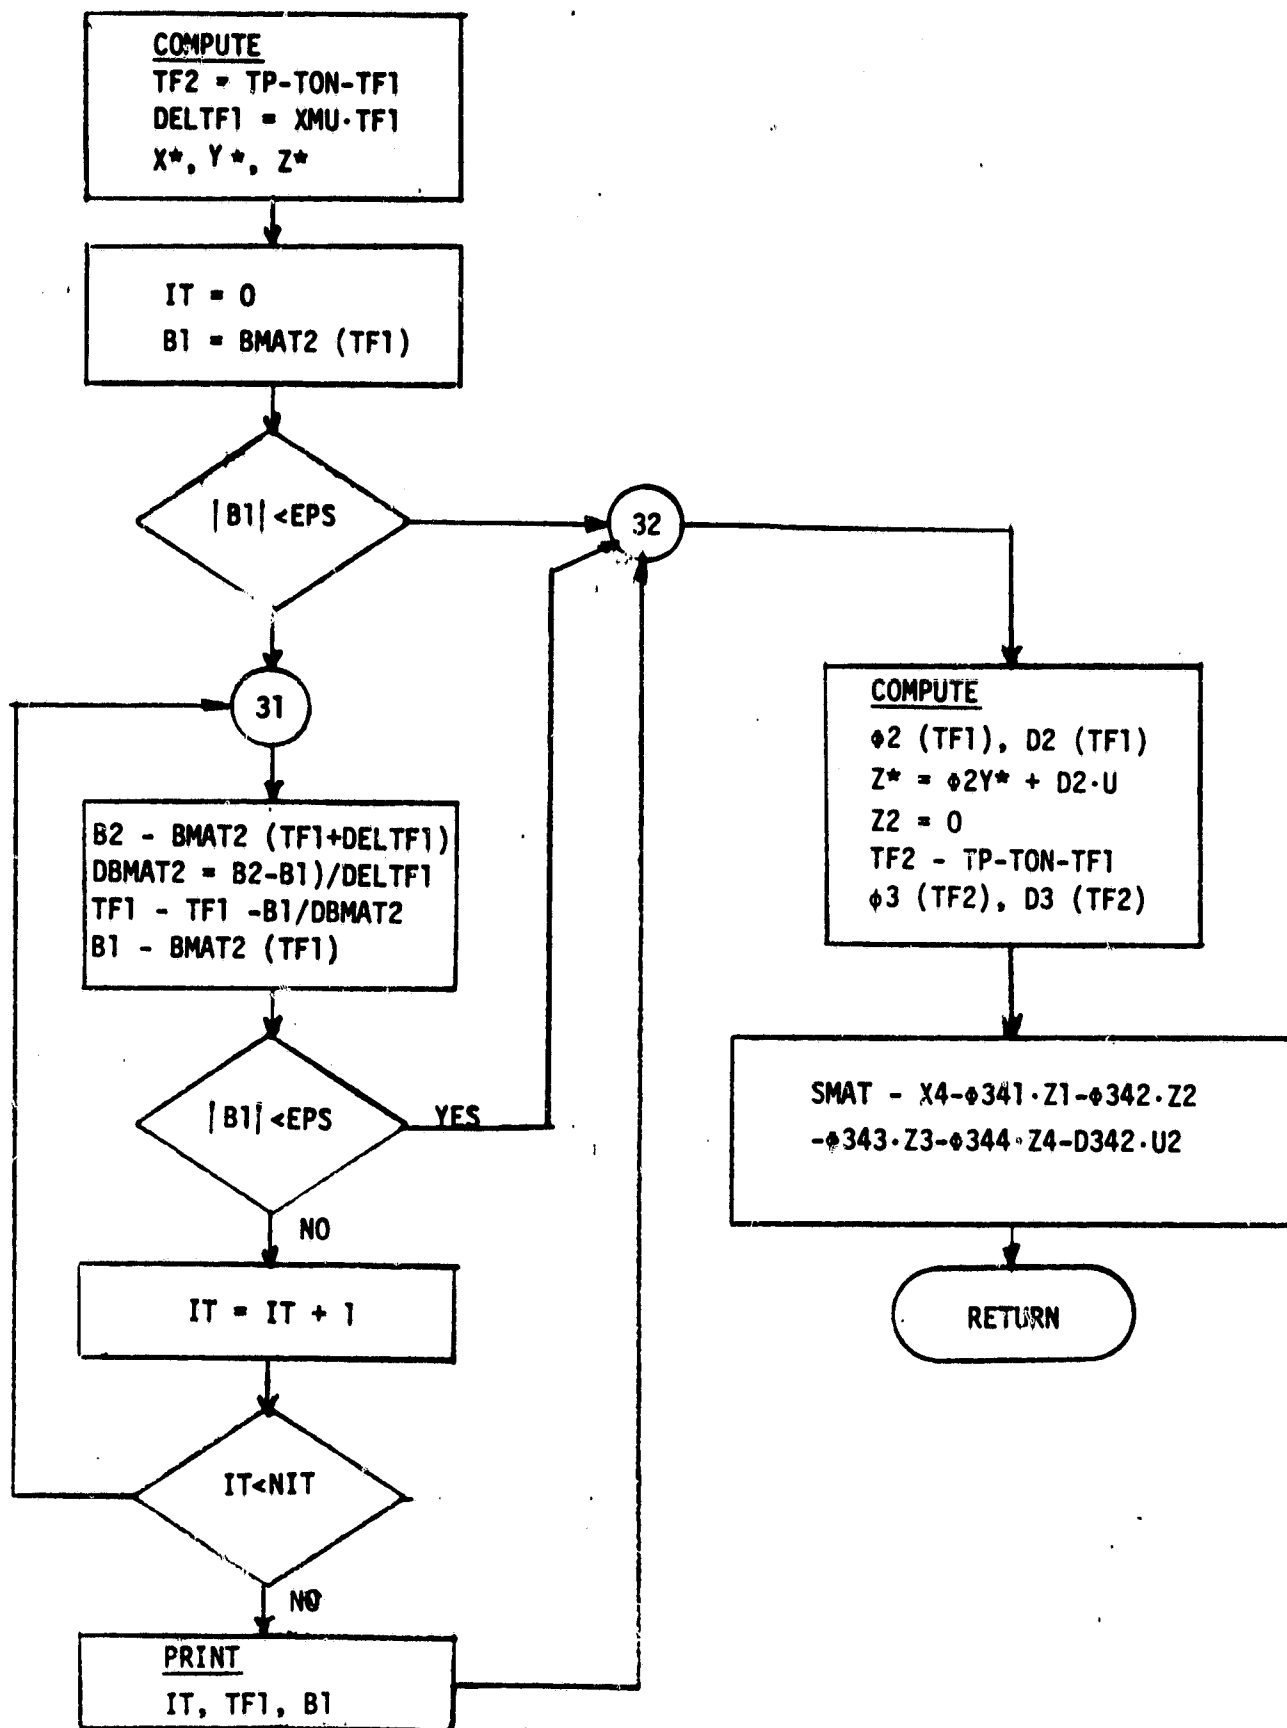 COMPUTE
TF2 = TP-TON-TF1
DELTF1 = XMU·TF1
X*, Y*, Z*
IT = 0
B1 = BMAT2 (TF1)
|B1|<EPS
32
31
B2 - BMAT2 (TF1+DELTF1)
DBMAT2 = B2-B1)/DELTF1
TF1 - TF1 -B1/DBMAT2
B1 - BMAT2 (TF1)
|B1|<EPS
YES
NO
IT = IT + 1
IT<NIT
NO
PRINT
IT, TF1, B1
COMPUTE
ϕ2 (TF1), D2 (TF1)
Z* = ϕ2Y* + D2·U
Z2 = 0
TF2 - TP-TON-TF1
ϕ3 (TF2), D3 (TF2)
SMAT - X4-ϕ341·Z1-ϕ342·Z2
-ϕ343·Z3-ϕ344·Z4-D342·U2
RETURN